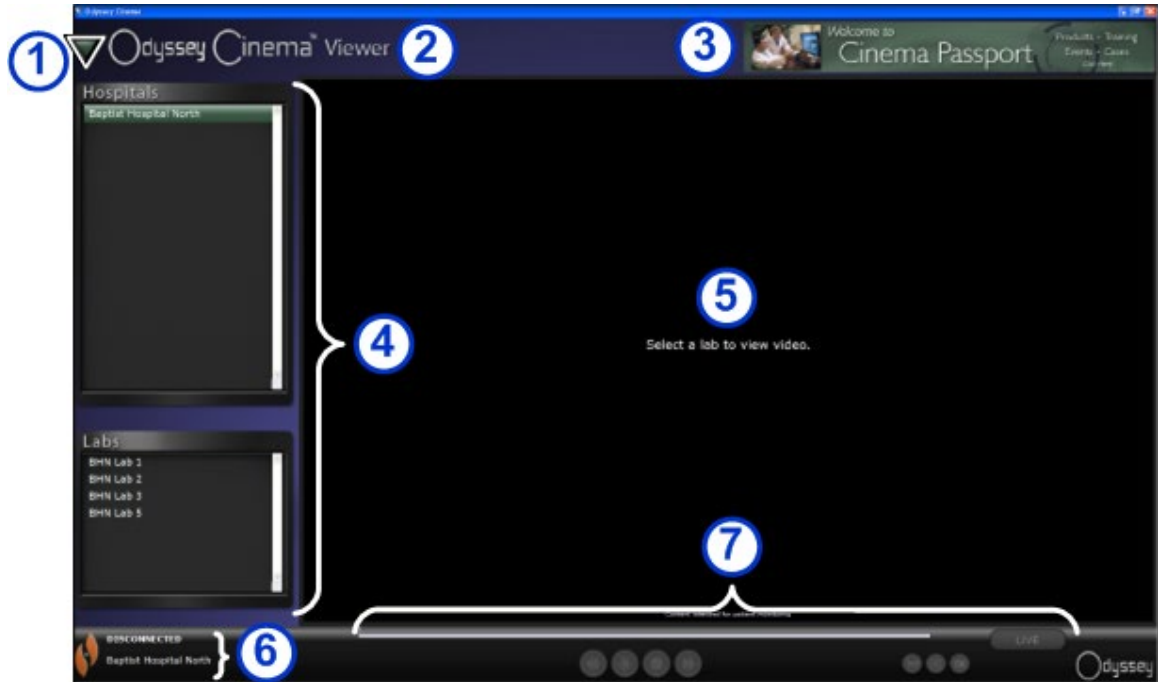 Odyssey Cinema
1
Odyssey Cinema™ Viewer
2
3
Welcome to
Cinema Passport
Products - Training
Events - Cases
Hospitals
Baptist Hospital North
4
5
Select a lab to view video.
Labs
BHN Lab 1
BHN Lab 2
BHN Lab 3
BHN Lab 5
7
DISCONNECTED
Baptist Hospital North
6
LIVE
Odyssey